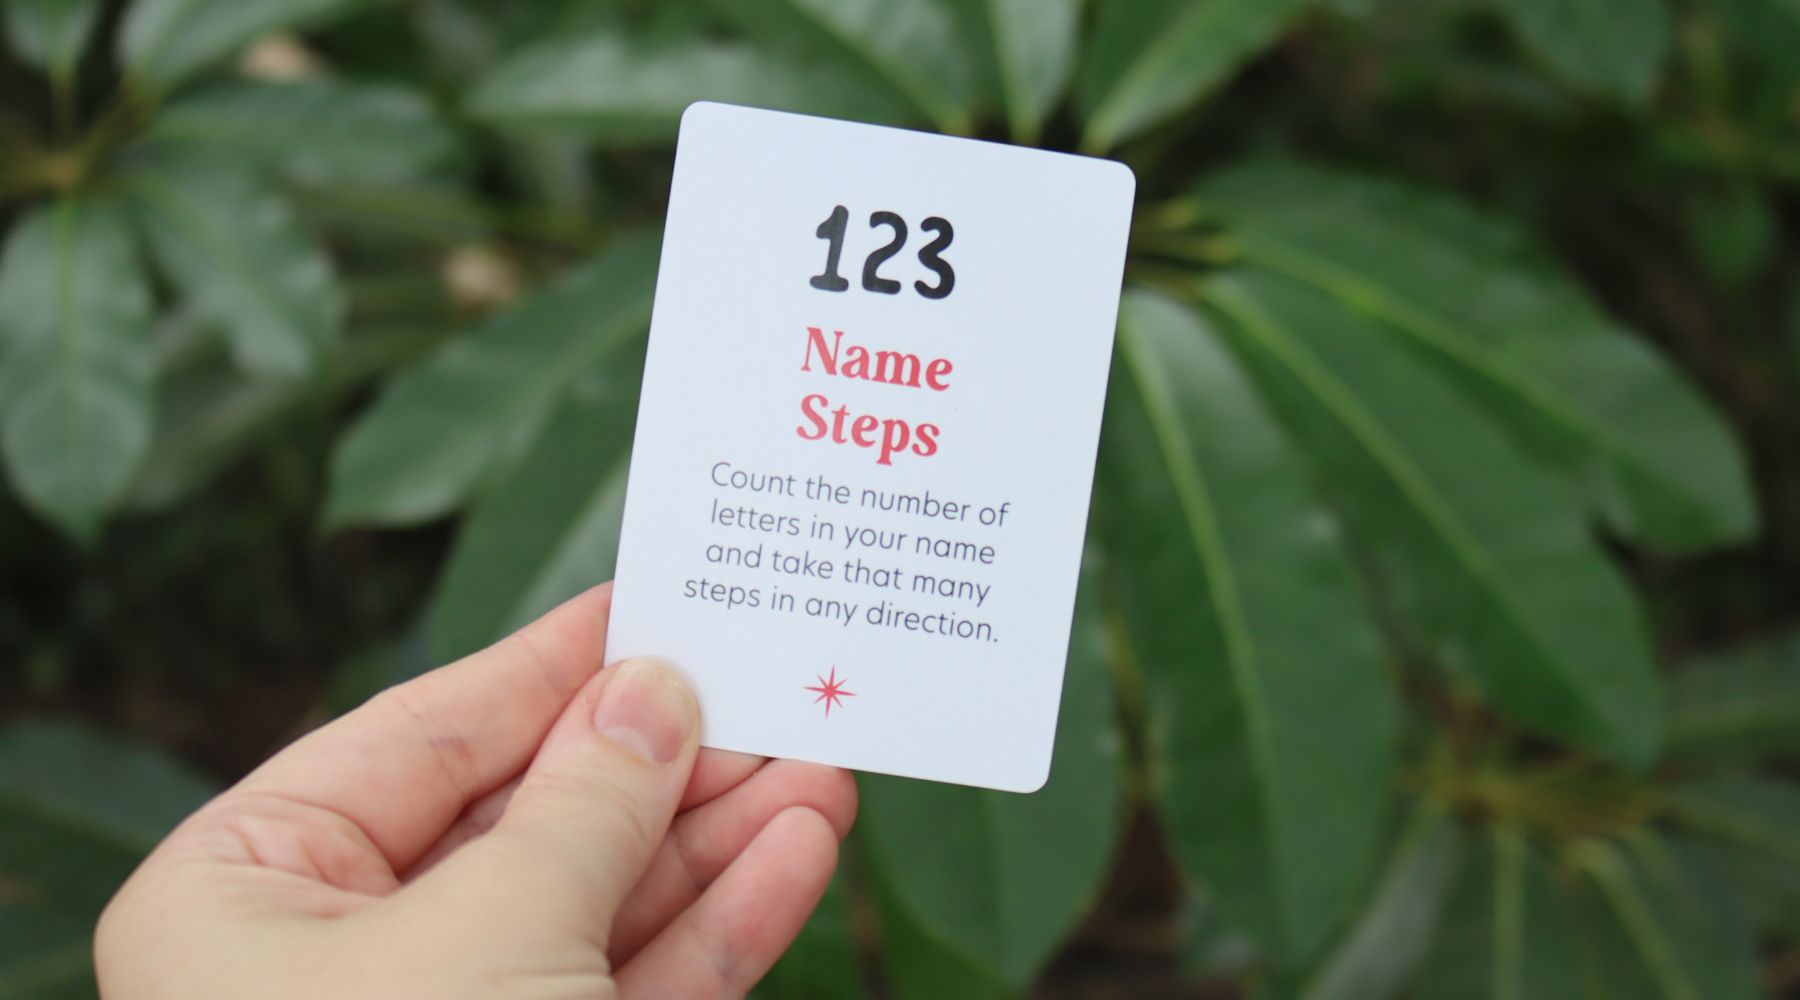 123
Name
Steps
Count the number of
letters in your name
and take that many
steps in any direction.